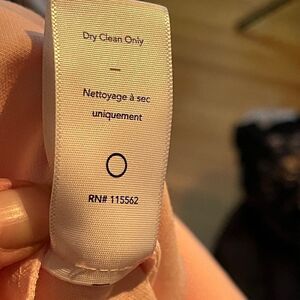 Dry Clean Only
—
Nettoyage à sec
uniquement
RN# 115562